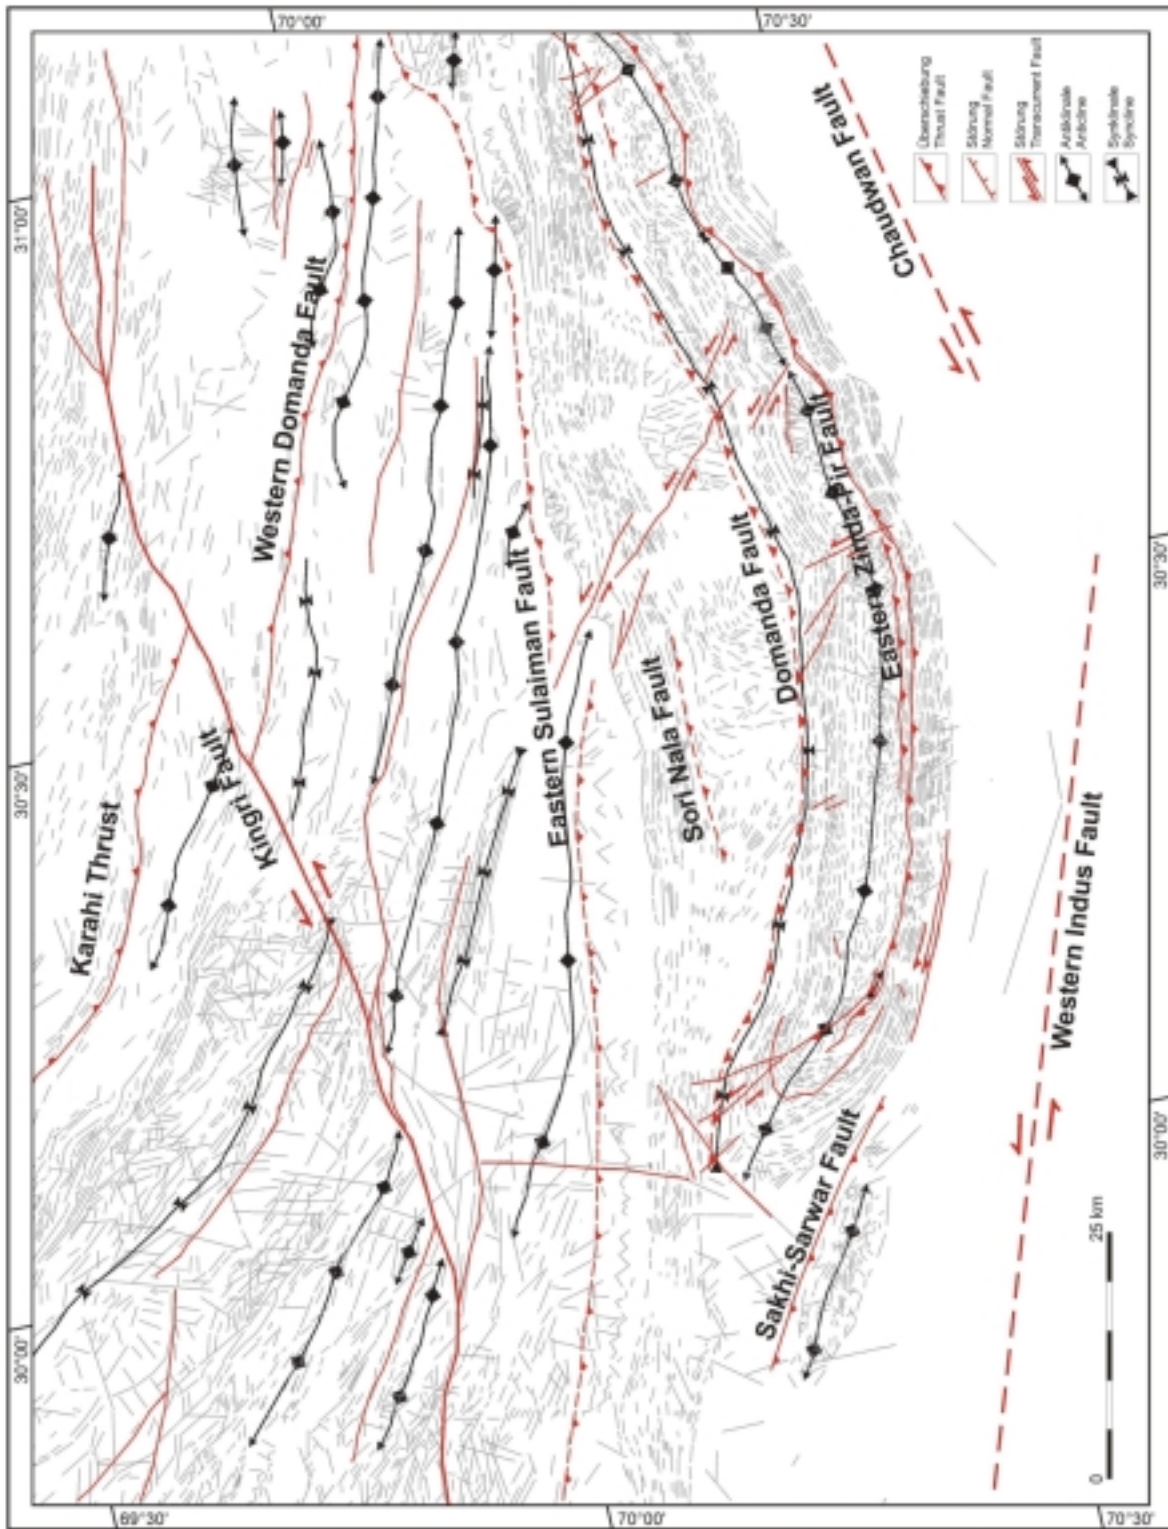 70°00'
70°30'
31°00'
31°00'
Überschiebung
Thrust Fault
Störung
Normal Fault
Störung
Transcurrent Fault
Antiklinale
Anticline
Synklinale
Syncline
Chaudwan Fault
Western Domanda Fault
Eastern Zinda-Pir Fault
Domanda Fault
Eastern Sulaiman Fault
Sori Nala Fault
Kingri Fault
Karahi Thrust
30°30'
30°30'
Western Indus Fault
Sakhi-Sarwar Fault
30°00'
30°00'
25 km
0
69°30'
70°00'
70°30'